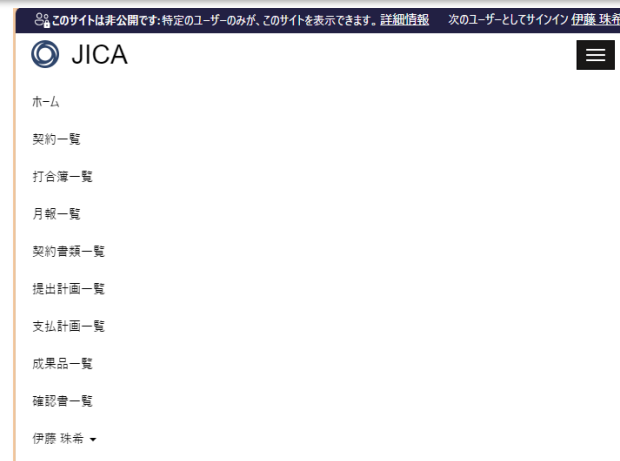 このサイトは非公開です: 特定のユーザーのみが、このサイトを表示できます。 詳細情報 次のユーザーとしてサインイン 伊藤 珠希
JICA
ホーム
契約一覧
打合簿一覧
月報一覧
契約書類一覧
提出計画一覧
支払計画一覧
成果品一覧
確認書一覧
伊藤 珠希